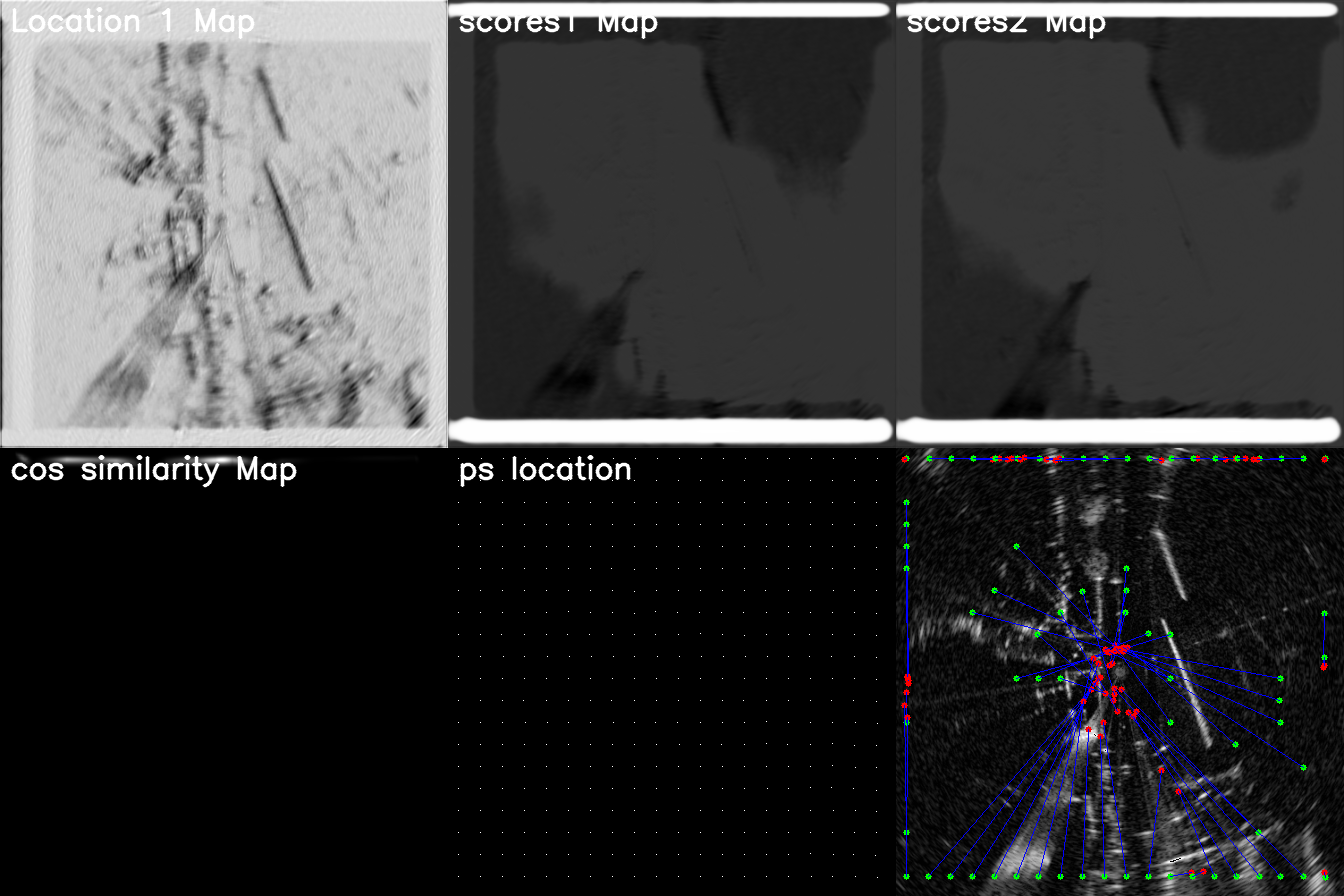 Location 1 Map
scores1 Map
scores2 Map
cos similarity Map
ps location